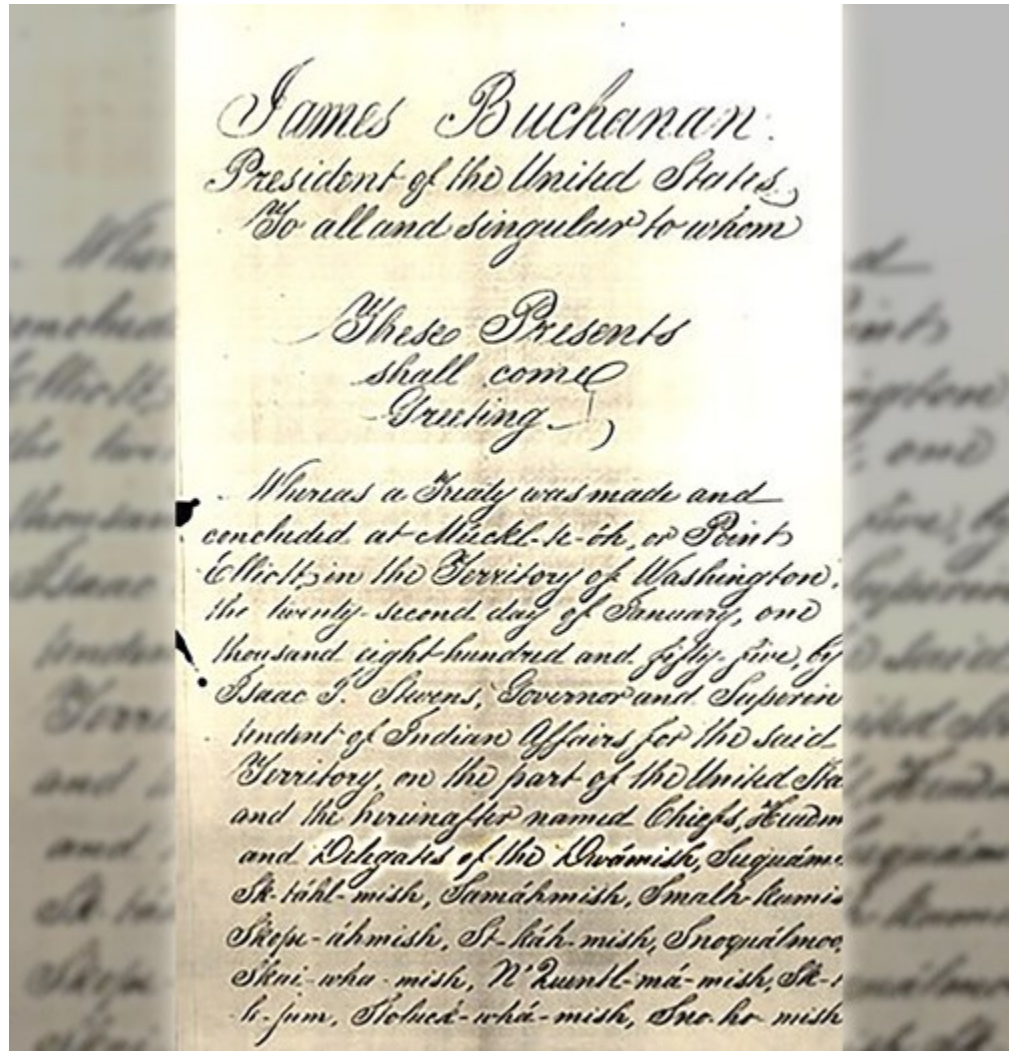 James Buchanan.
President of the United States,
To all and singular to whom
These Presents
shall come
Greeting,
Whereas a Treaty was made and
concluded at Múckl-te-óh, or Point
Elliott, in the Territory of Washington,
the twenty-second day of January, one
thousand eight hundred and fifty-five, by
Isaac I. Stevens, Governor and Superin
tendent of Indian Affairs for the said
Territory, on the part of the United Sta
and the hereinafter named Chiefs, Headm
and Delegates of the Dwámish, Suquám
Sk-táhl-mish, Samáhmish, Smalh-kamis
Skope-áhmish, St-káh-mish, Snoquálmoo,
Skai-wha-mish, N'Quentl-má-mish, Sk-
te-jum, Stoluck-whá-mish, Sno-ho-mish